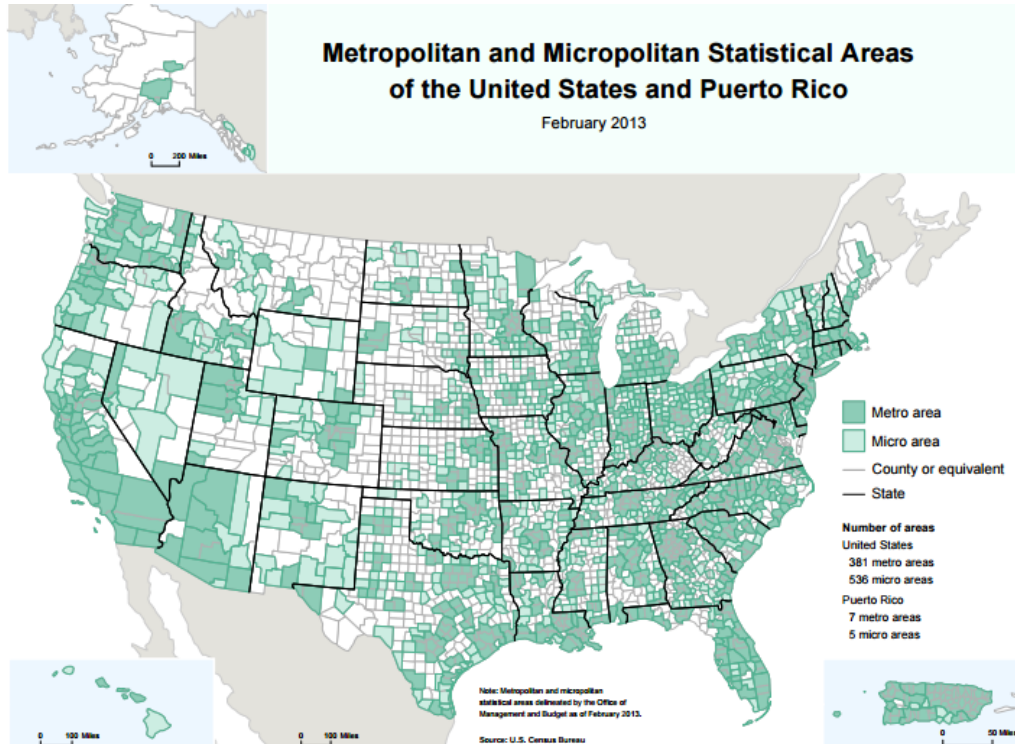 Metropolitan and Micropolitan Statistical Areas
of the United States and Puerto Rico
February 2013
0 200 Miles
Metro area
Micro area
County or equivalent
State
Number of areas
United States
381 metro areas
536 micro areas
Puerto Rico
7 metro areas
5 micro areas
Note: Metropolitan and micropolitan
statistical areas delineated by the Office of
Management and Budget as of February 2013.
Source: U.S. Census Bureau
0 100 Miles
0 100 Miles
0 50 Miles